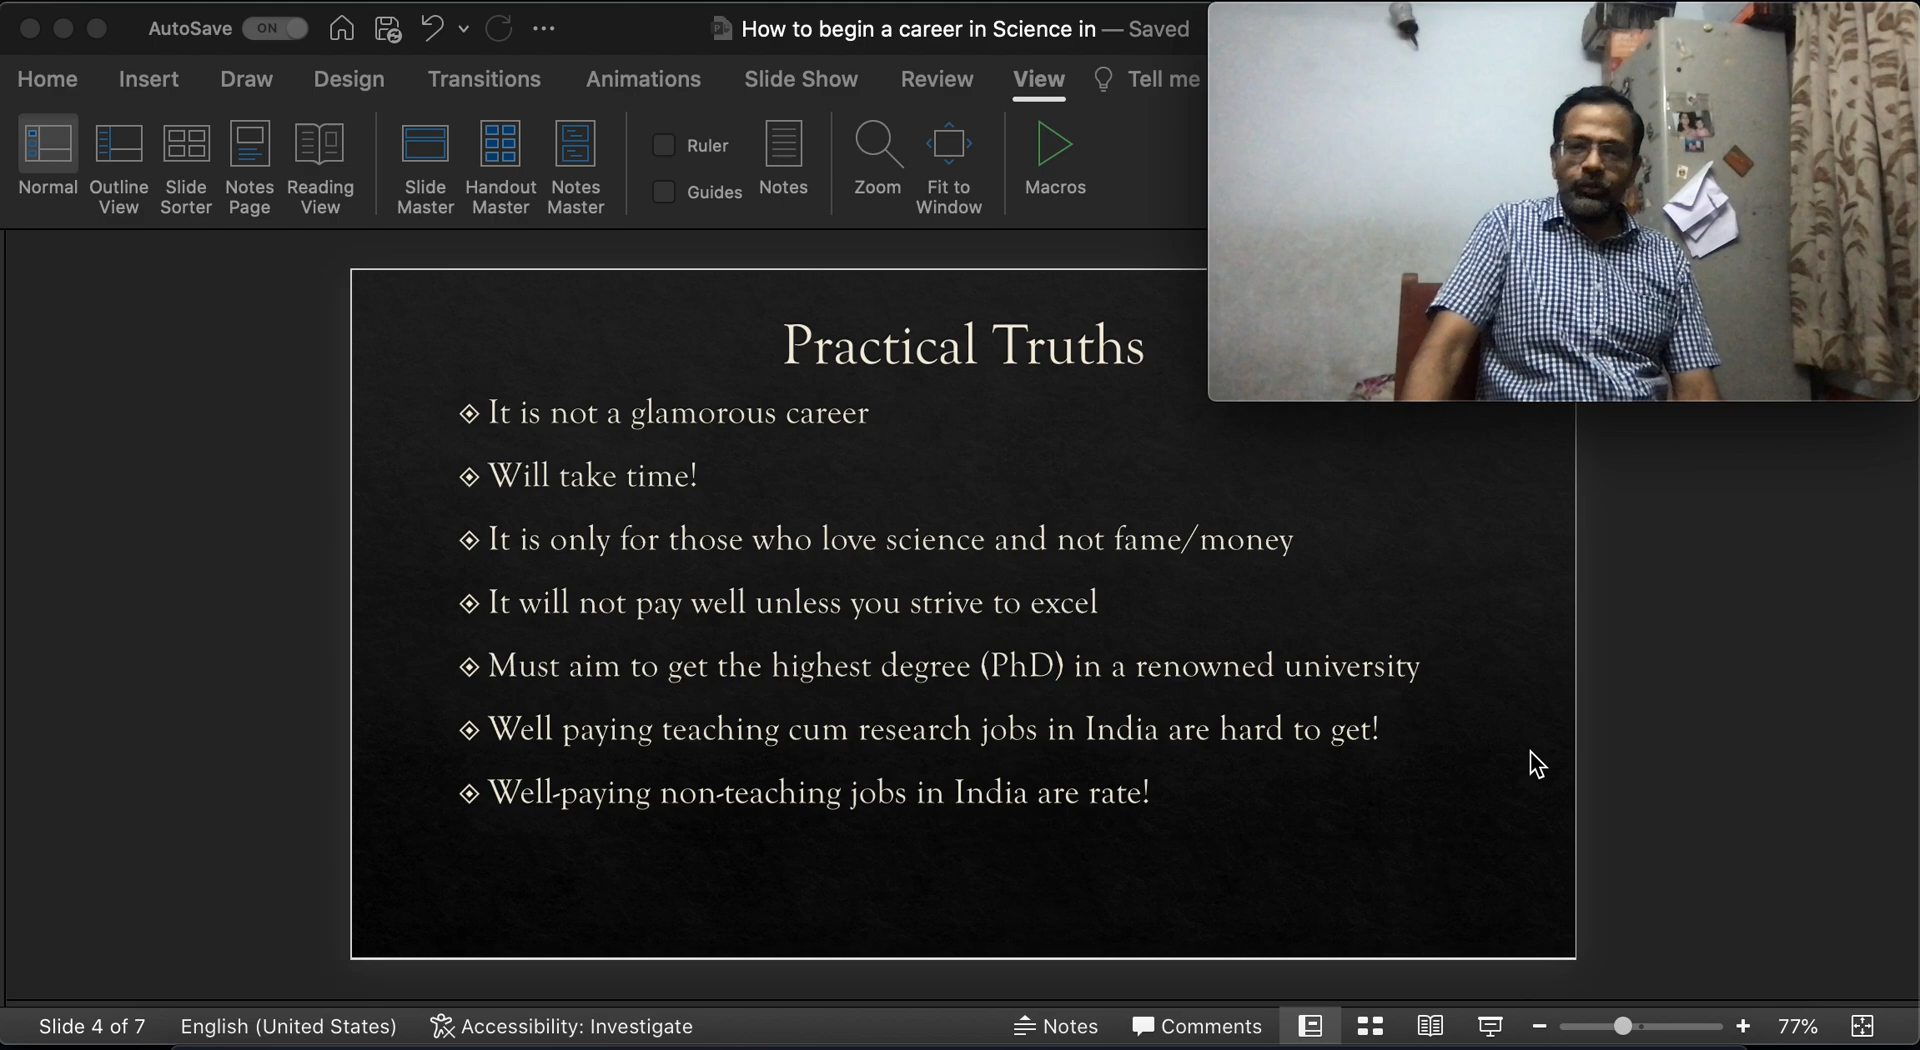 AutoSave ON How to begin a career in Science in — Saved
Home Insert Draw Design Transitions Animations Slide Show Review View Tell me
Normal Outline View Slide Sorter Notes Page Reading View Slide Master Handout Master Notes Master Ruler Guides Notes Zoom Fit to Window Macros
Practical Truths
It is not a glamorous career
Will take time!
It is only for those who love science and not fame/money
It will not pay well unless you strive to excel
Must aim to get the highest degree (PhD) in a renowned university
Well paying teaching cum research jobs in India are hard to get!
Well-paying non-teaching jobs in India are rate!
Slide 4 of 7 English (United States) Accessibility: Investigate Notes Comments 77%